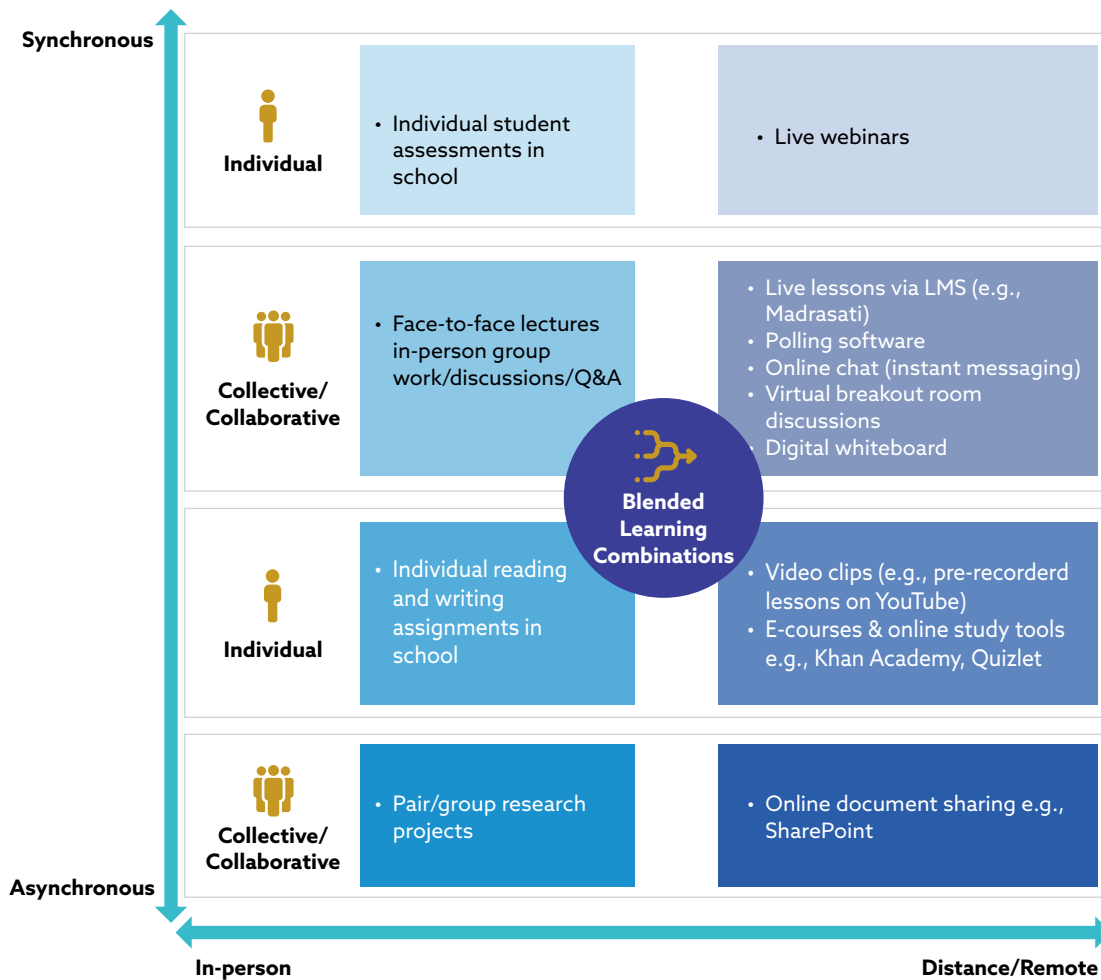 Synchronous
Individual
• Individual student
assessments in
school
• Live webinars
Collective/
Collaborative
• Face-to-face lectures
in-person group
work/discussions/Q&A
• Live lessons via LMS (e.g.,
Madrasati)
• Polling software
• Online chat (instant messaging)
• Virtual breakout room
discussions
• Digital whiteboard
Blended
Learning
Combinations
Individual
• Individual reading
and writing
assignments in
school
• Video clips (e.g., pre-recorderd
lessons on YouTube)
• E-courses & online study tools
e.g., Khan Academy, Quizlet
Collective/
Collaborative
• Pair/group research
projects
• Online document sharing e.g.,
SharePoint
Asynchronous
In-person
Distance/Remote